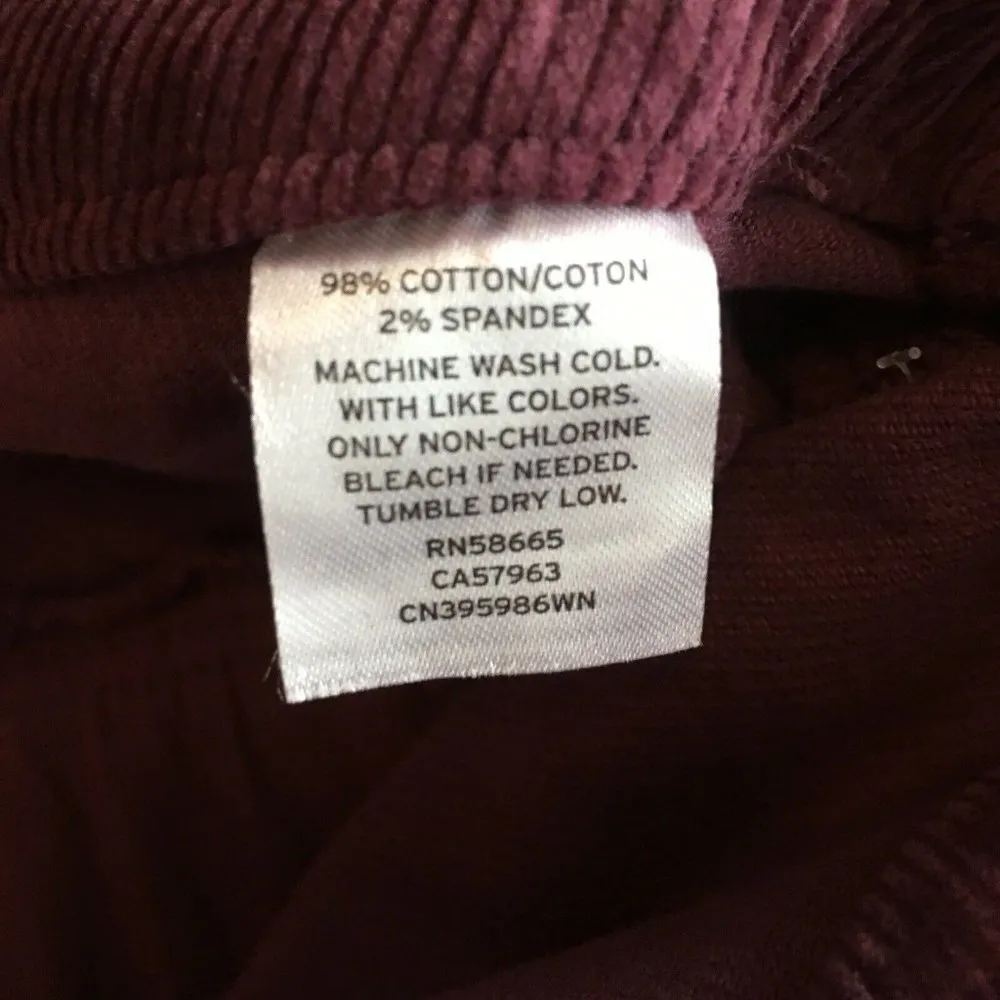 98% COTTON/COTON
2% SPANDEX
MACHINE WASH COLD.
WITH LIKE COLORS.
ONLY NON-CHLORINE
BLEACH IF NEEDED.
TUMBLE DRY LOW.
RN58665
CA57963
CN395986WN